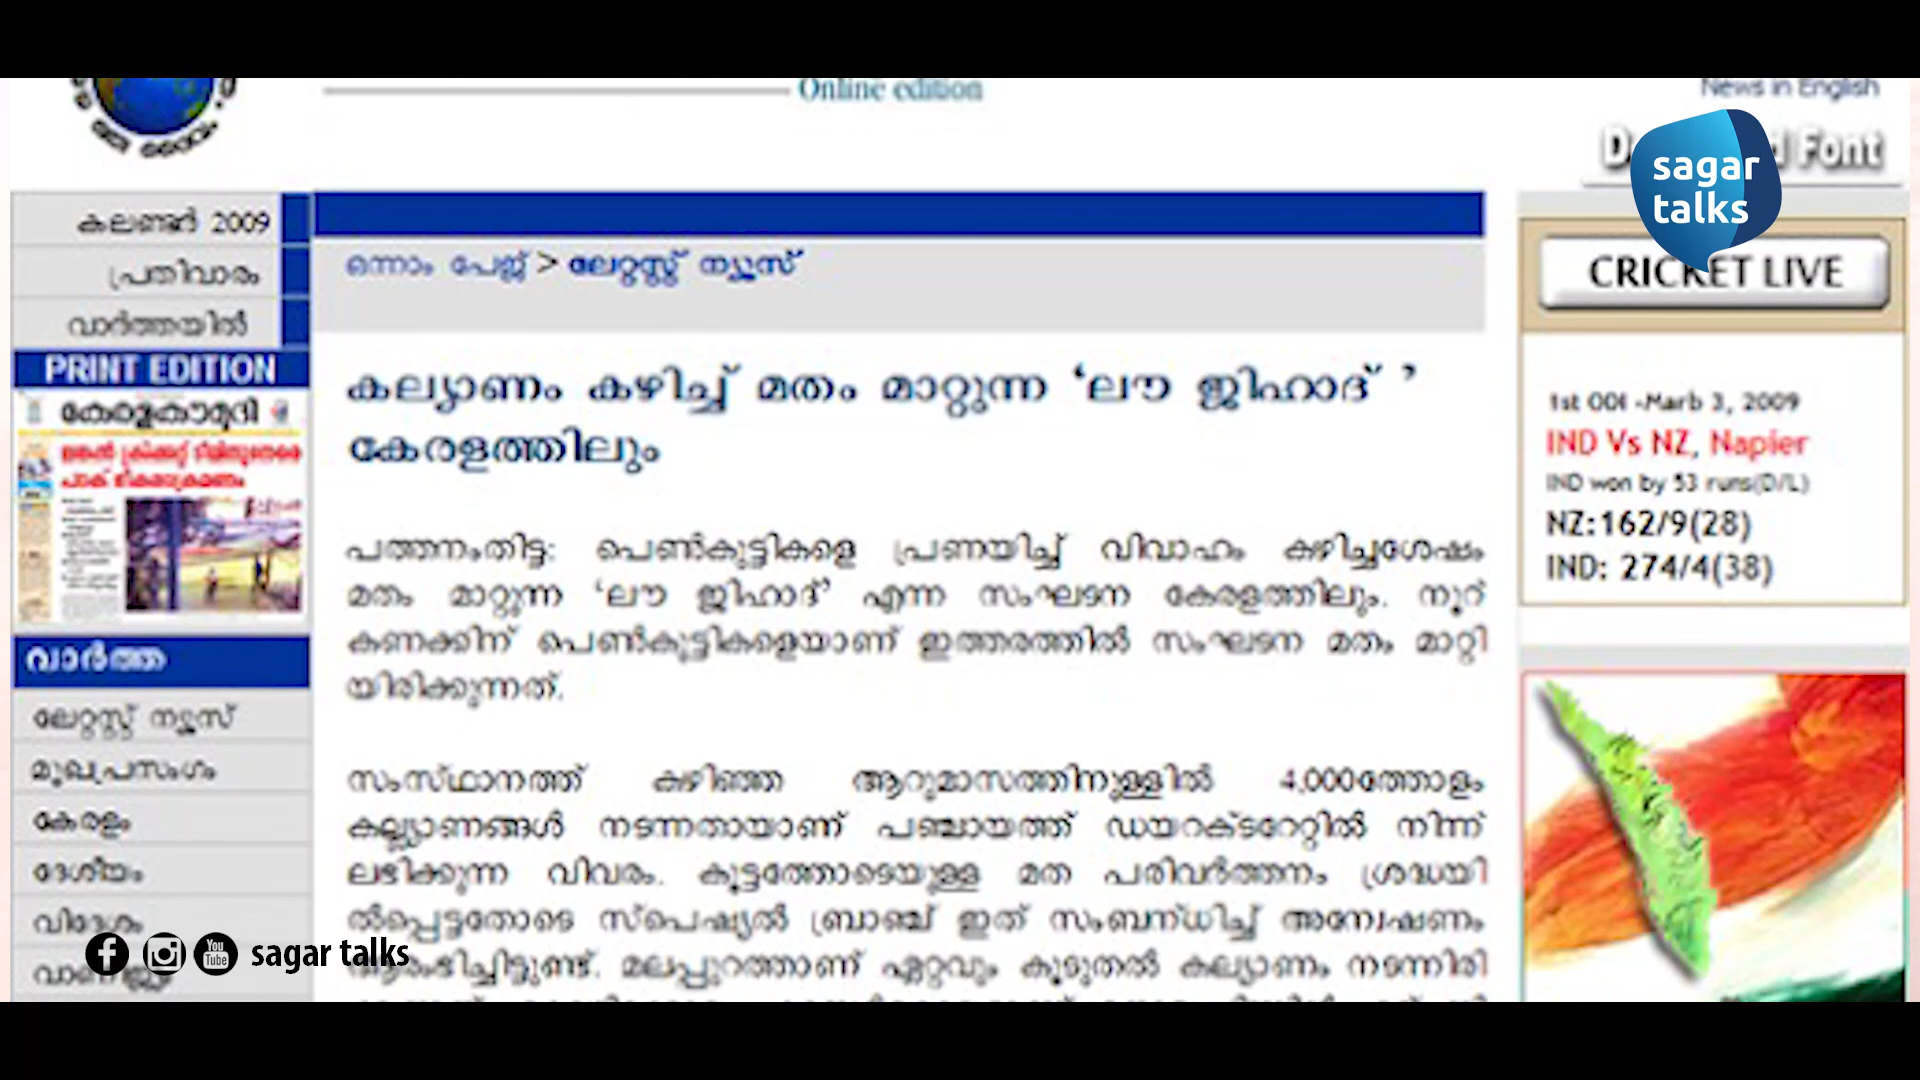 Online edition
News in English
Font
sagar
talks
കലണ്ടർ 2009
പ്രതിവാരം
വാർത്തയിൽ
PRINT EDITION
കേരളകൗമുദി
വാർത്ത
ലേറ്റസ്റ്റ് ന്യൂസ്
മുഖപ്രസംഗം
കേരളം
ദേശീയം
വിദേശം
ഒന്നാം പേജ് > ലേറ്റസ്റ്റ് ന്യൂസ്
കല്യാണം കഴിച്ച് മതം മാറ്റുന്ന ‘ലൗ ജിഹാദ് ’
കേരളത്തിലും
പത്തനംതിട്ട: പെൺകുട്ടികളെ പ്രണയിച്ച് വിവാഹം കഴിച്ചശേഷം
മതം മാറ്റുന്ന ‘ലൗ ജിഹാദ്’ എന്ന സംഘടന കേരളത്തിലും. നൂറ്
കണക്കിന് പെൺകുട്ടികളെയാണ് ഇത്തരത്തിൽ സംഘടന മതം മാറ്റി
യിരിക്കുന്നത്.
സംസ്ഥാനത്ത് കഴിഞ്ഞ ആറുമാസത്തിനുള്ളിൽ 4,000ത്തോളം
കല്ല്യാണങ്ങൾ നടന്നതായാണ് പഞ്ചായത്ത് ഡയറക്ടറേറ്റിൽ നിന്ന്
ലഭിക്കുന്ന വിവരം. കൂട്ടത്തോടെയുള്ള മത പരിവർത്തനം ശ്രദ്ധയി
ൽപ്പെട്ടതോടെ സ്പെഷ്യൽ ബ്രാഞ്ച് ഇത് സംബന്ധിച്ച് അന്വേഷണം
ആരംഭിച്ചിട്ടുണ്ട്. മലപ്പുറത്താണ് ഏറ്റവും കൂടുതൽ കല്യാണം നടന്നിരി
CRICKET LIVE
1st ODI -Marb 3, 2009
IND Vs NZ, Napier
IND won by 53 runs(D/L)
NZ:162/9(28)
IND: 274/4(38)
You
Tube
sagar talks